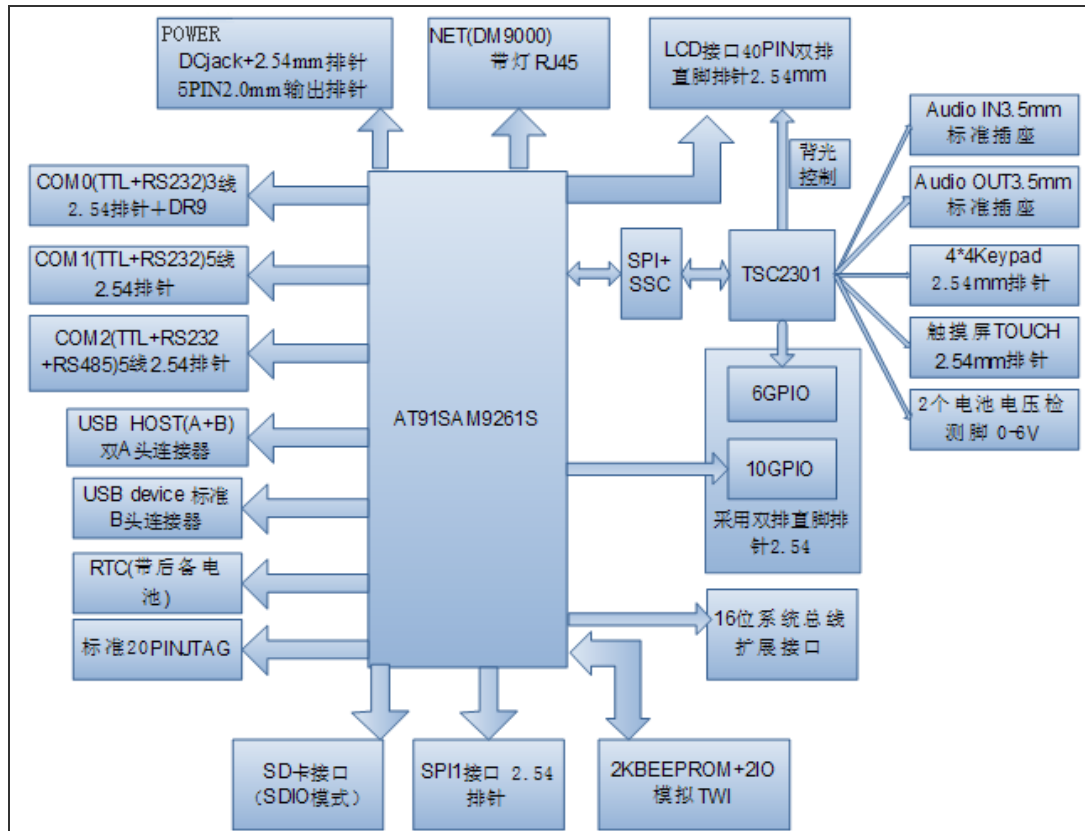 POWER
DCjack+2.54mm排针
5PIN2.0mm输出排针
NET(DM9000)
带灯RJ45
LCD接口40PIN双排
直脚排针2.54mm
背光
控制
Audio IN3.5mm
标准插座
Audio OUT3.5mm
标准插座
4*4Keypad
2.54mm排针
触摸屏TOUCH
2.54mm排针
2个电池电压检
测脚 0-6V
COM0(TTL+RS232)3线
2.54排针+DR9
COM1(TTL+RS232)5线
2.54排针
COM2(TTL+RS232
+RS485)5线2.54排针
USB HOST(A+B)
双A头连接器
USB device 标准
B头连接器
RTC(带后备电
池)
标准20PINJTAG
AT91SAM9261S
SPI+
SSC
TSC2301
6GPIO
10GPIO
采用双排直脚排
针2.54
16位系统总线
扩展接口
SD卡接口
（SDIO模式）
SPI1接口 2.54
排针
2KBEEPROM+2IO
模拟TWI